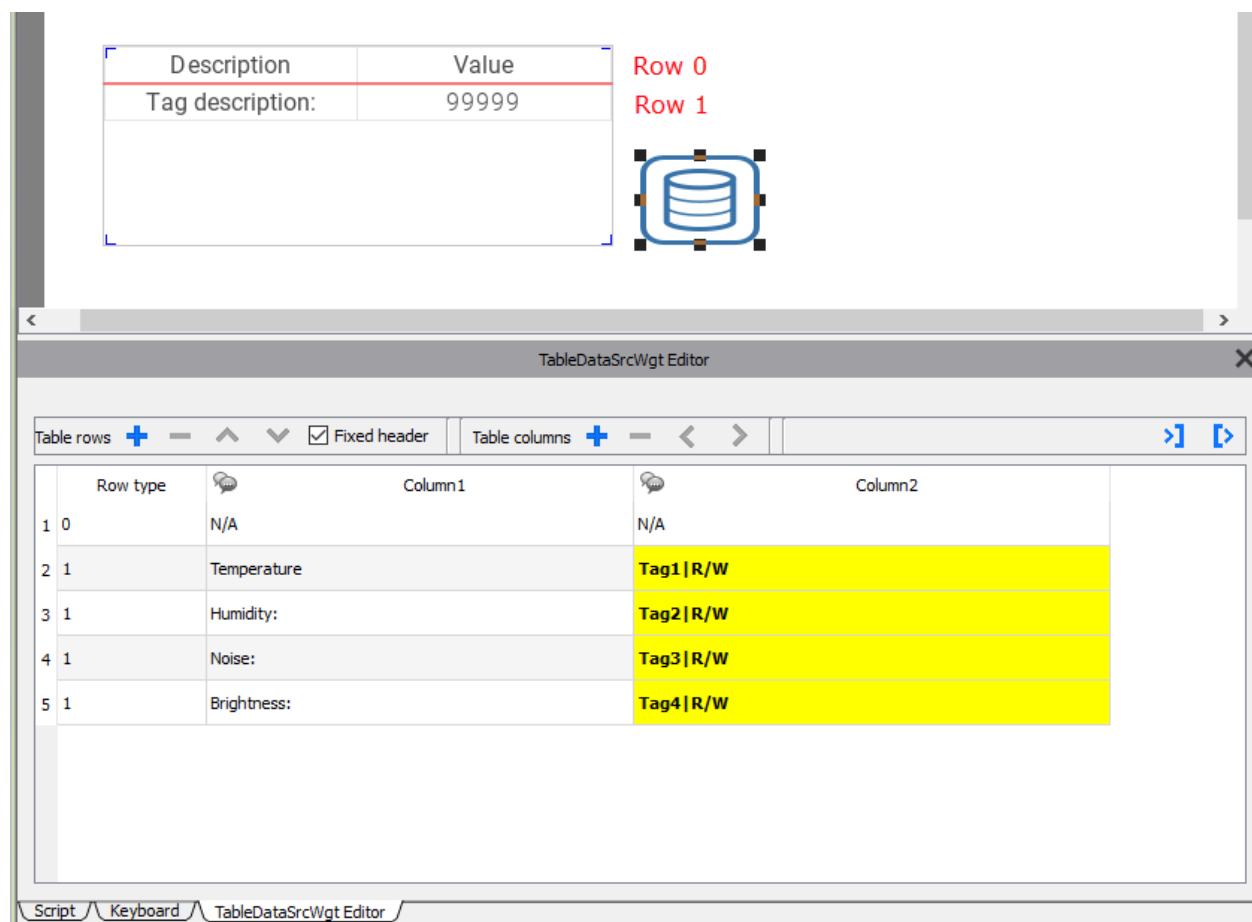 Description Value Row 0
Tag description: 99999 Row 1
TableDataSrcWgt Editor
Table rows Fixed header Table columns
Row type Column1 Column2
1 0 N/A N/A
2 1 Temperature Tag1|R/W
3 1 Humidity: Tag2|R/W
4 1 Noise: Tag3|R/W
5 1 Brightness: Tag4|R/W
Script Keyboard TableDataSrcWgt Editor